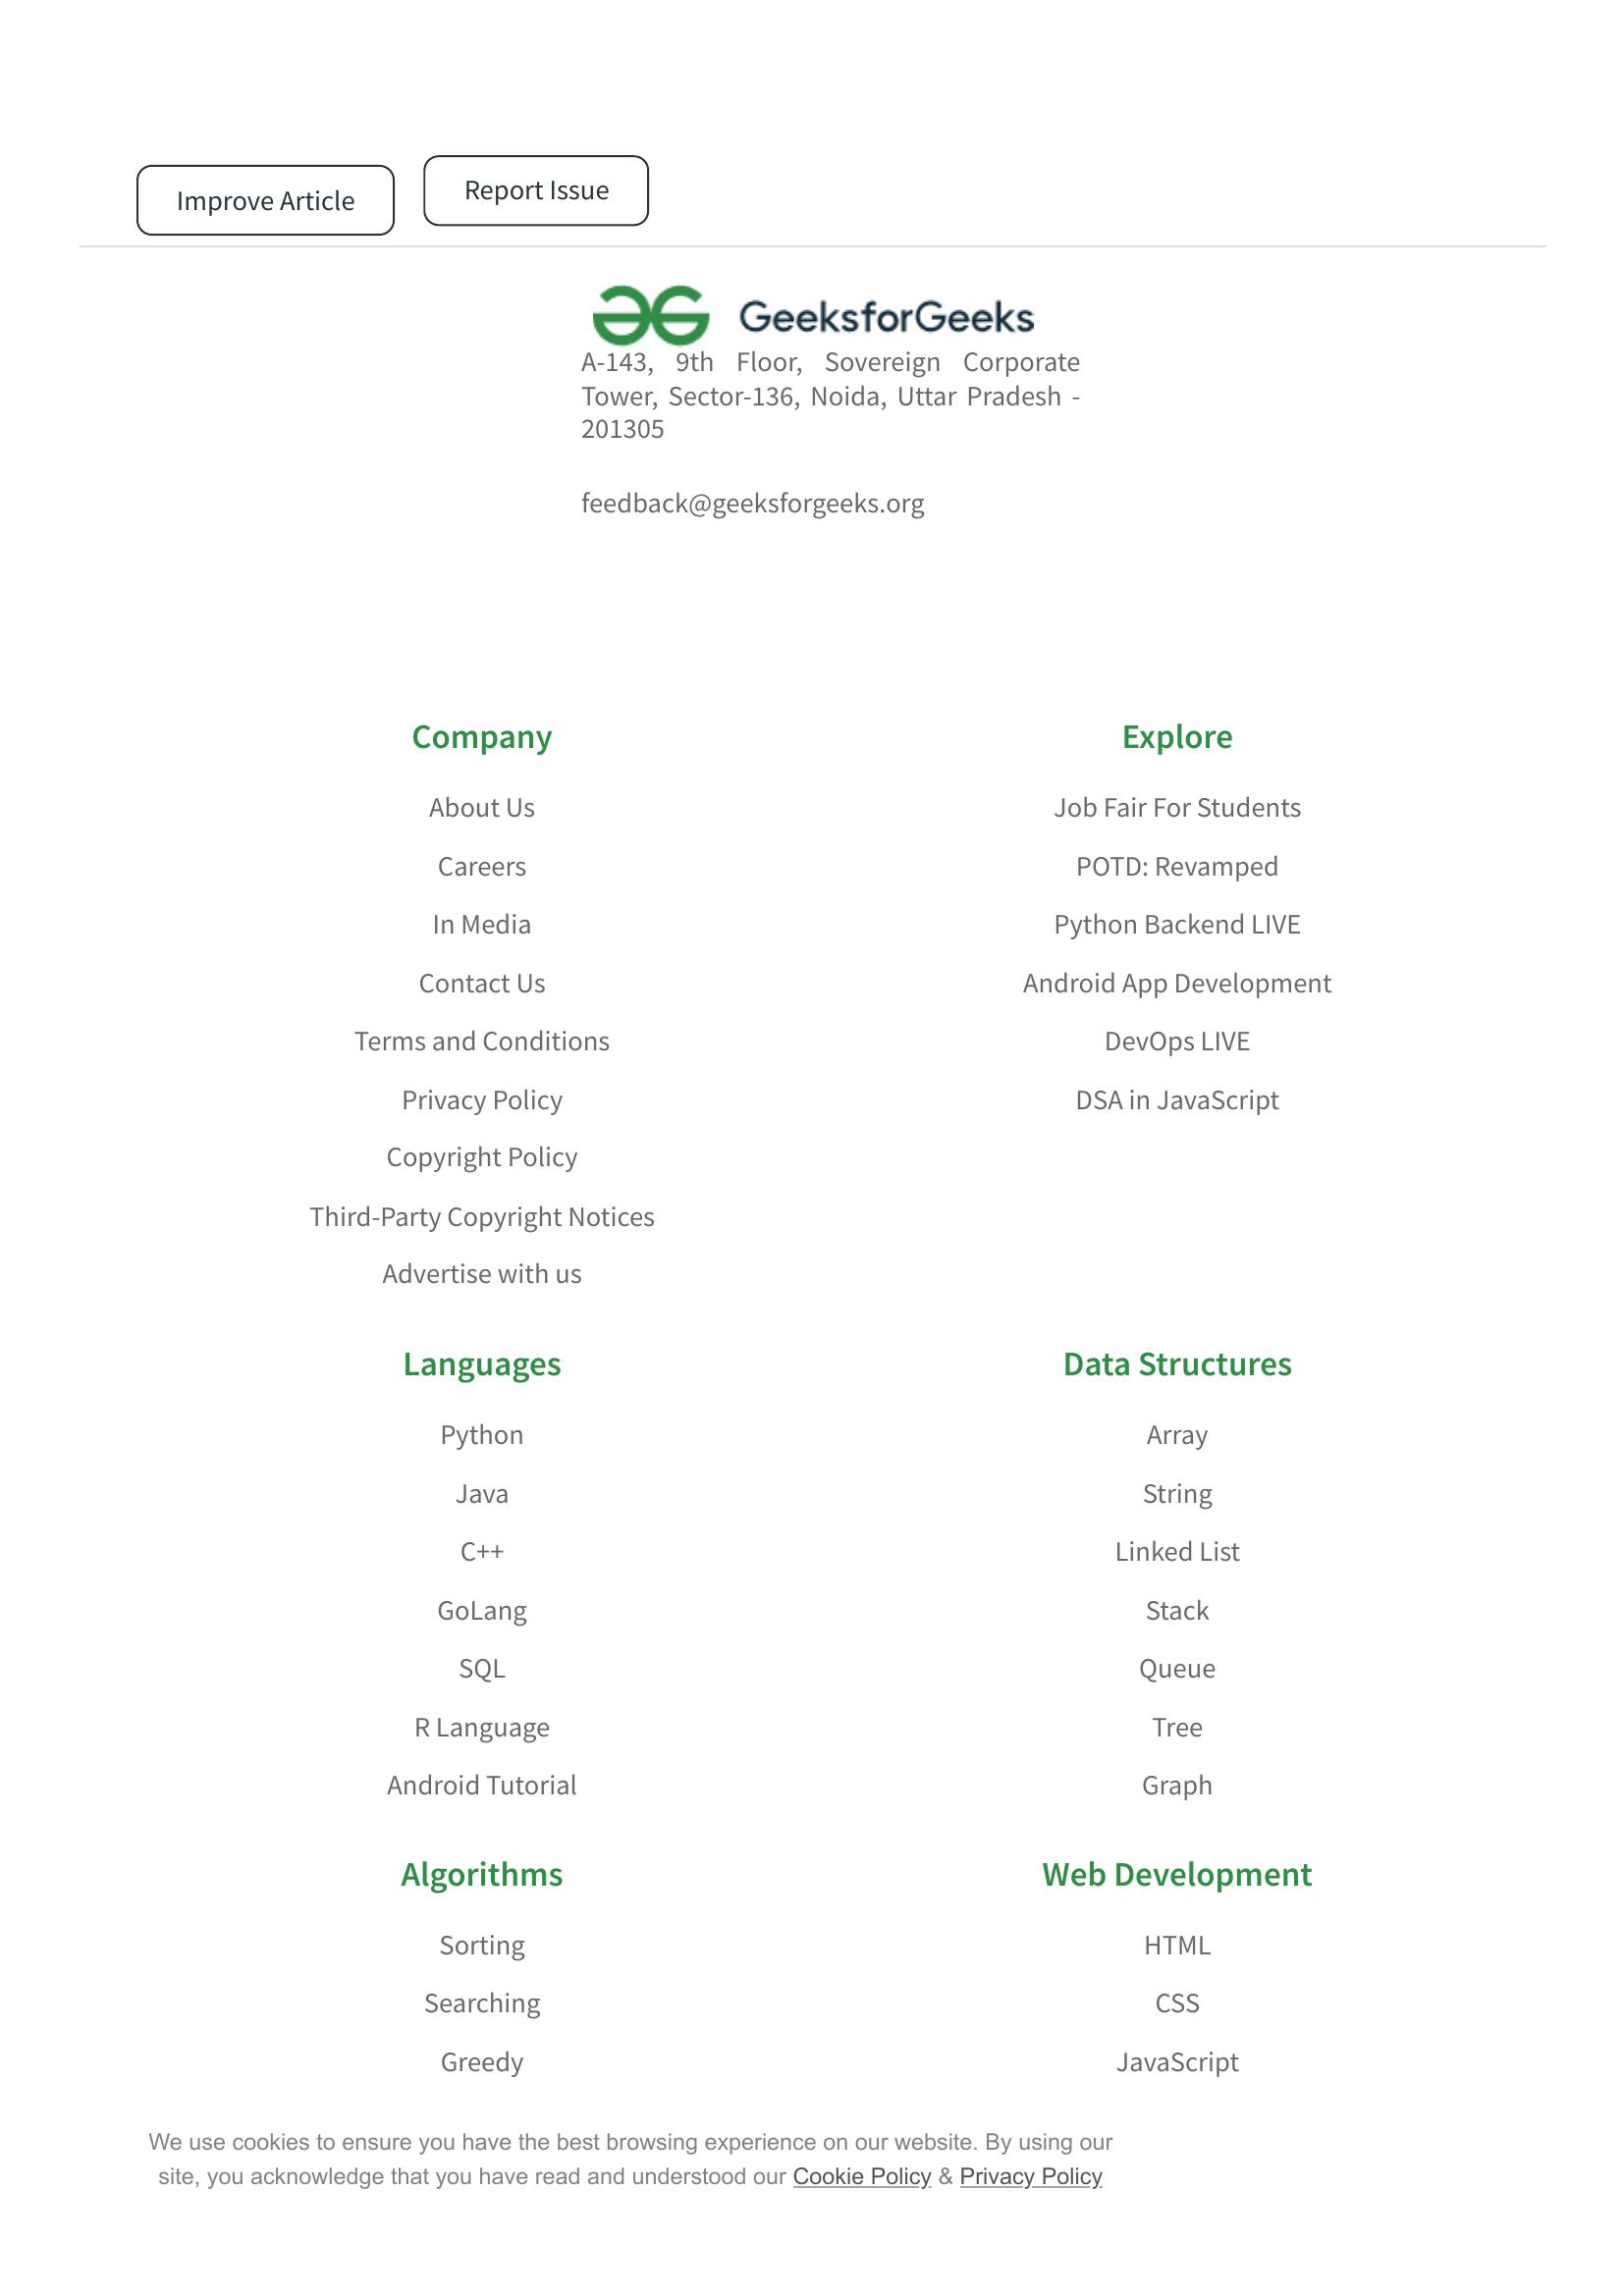 Improve Article
Report Issue
GeeksforGeeks
A-143, 9th Floor, Sovereign Corporate
Tower, Sector-136, Noida, Uttar Pradesh -
201305
feedback@geeksforgeeks.org
Company
About Us
Careers
In Media
Contact Us
Terms and Conditions
Privacy Policy
Copyright Policy
Third-Party Copyright Notices
Advertise with us
Explore
Job Fair For Students
POTD: Revamped
Python Backend LIVE
Android App Development
DevOps LIVE
DSA in JavaScript
Languages
Python
Java
C++
GoLang
SQL
R Language
Android Tutorial
Data Structures
Array
String
Linked List
Stack
Queue
Tree
Graph
Algorithms
Sorting
Searching
Greedy
Web Development
HTML
CSS
JavaScript
We use cookies to ensure you have the best browsing experience on our website. By using our
site, you acknowledge that you have read and understood our Cookie Policy & Privacy Policy